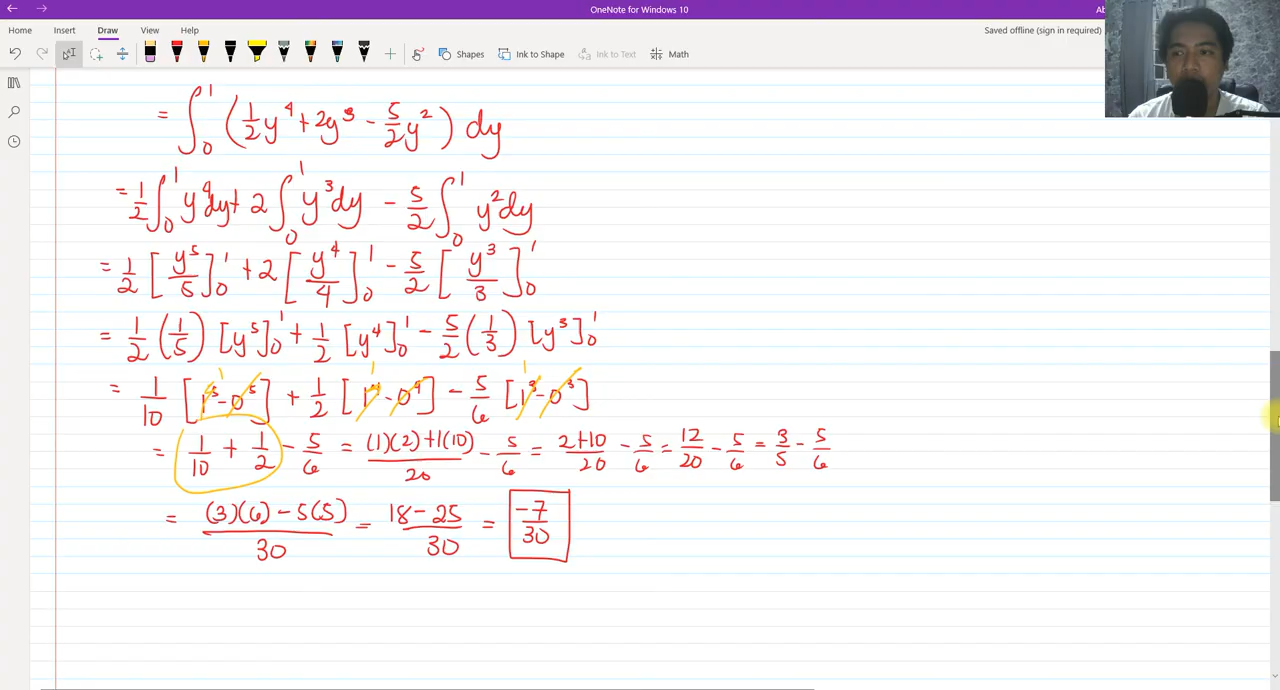 OneNote for Windows 10
Ab
Home Insert Draw View Help
Saved offline (sign in required)
Shapes Ink to Shape Ink to Text Math
= ∫₀¹ (1/2 y⁴ + 2y³ - 5/2 y²) dy
= 1/2 ∫₀¹ y⁴dy + 2 ∫₀¹ y³dy - 5/2 ∫₀¹ y²dy
= 1/2 [y⁵/5]₀¹ + 2 [y⁴/4]₀¹ - 5/2 [y³/3]₀¹
= 1/2 (1/5) [y⁵]₀¹ + 1/2 [y⁴]₀¹ - 5/2 (1/3) [y³]₀¹
1 1 1
= 1/10 [1⁵ - 0⁵] + 1/2 [1⁴ - 0⁴] - 5/6 [1³ - 0³]
= 1/10 + 1/2 - 5/6 = (1)(2)+1(10)/20 - 5/6 = 2+10/20 - 5/6 = 12/20 - 5/6 = 3/5 - 5/6
= (3)(6) - 5(5)/30 = 18 - 25/30 = -7/30